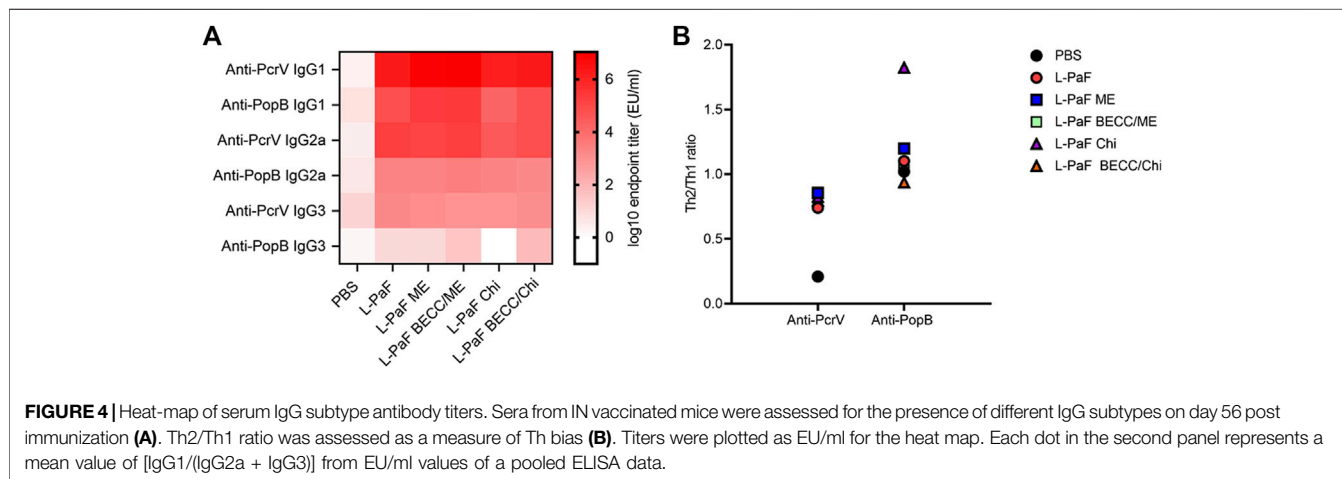 A
Anti-PcrV IgG1
Anti-PopB IgG1
Anti-PcrV IgG2a
Anti-PopB IgG2a
Anti-PcrV IgG3
Anti-PopB IgG3
PBS
L-PaF
L-PaF ME
L-PaF BECC/ME
L-PaF Chi
L-PaF BECC/Chi
6
4
2
0
log10 endpoint titer (EU/ml)
B
2.0
1.5
1.0
0.5
0.0
Th2/Th1 ratio
Anti-PcrV
Anti-PopB
PBS
L-PaF
L-PaF ME
L-PaF BECC/ME
L-PaF Chi
L-PaF BECC/Chi
FIGURE 4 | Heat-map of serum IgG subtype antibody titers. Sera from IN vaccinated mice were assessed for the presence of different IgG subtypes on day 56 post
immunization (A). Th2/Th1 ratio was assessed as a measure of Th bias (B). Titers were plotted as EU/ml for the heat map. Each dot in the second panel represents a
mean value of [IgG1/(IgG2a + IgG3)] from EU/ml values of a pooled ELISA data.